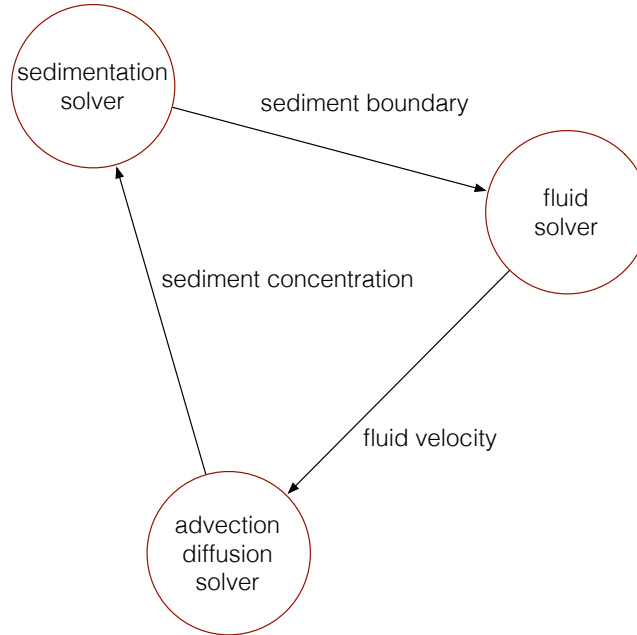 sedimentation
solver
sediment boundary
fluid
solver
sediment concentration
fluid velocity
advection
diffusion
solver